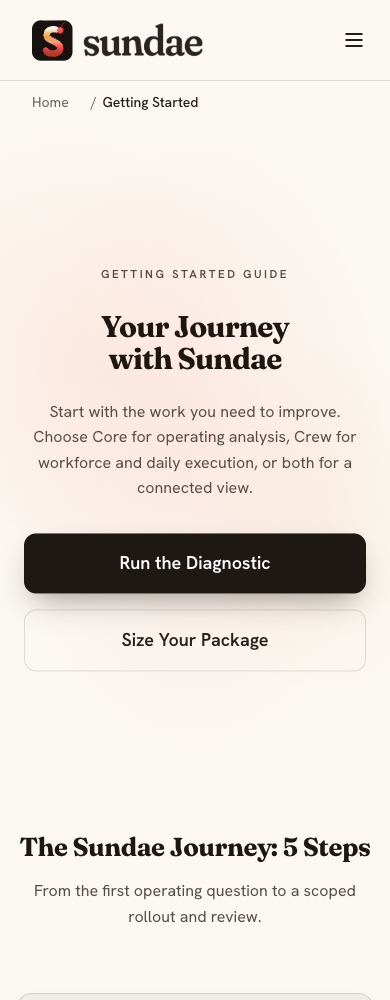 sundae
Home / Getting Started
GETTING STARTED GUIDE
Your Journey
with Sundae
Start with the work you need to improve.
Choose Core for operating analysis, Crew for
workforce and daily execution, or both for a
connected view.
Run the Diagnostic
Size Your Package
The Sundae Journey: 5 Steps
From the first operating question to a scoped
rollout and review.